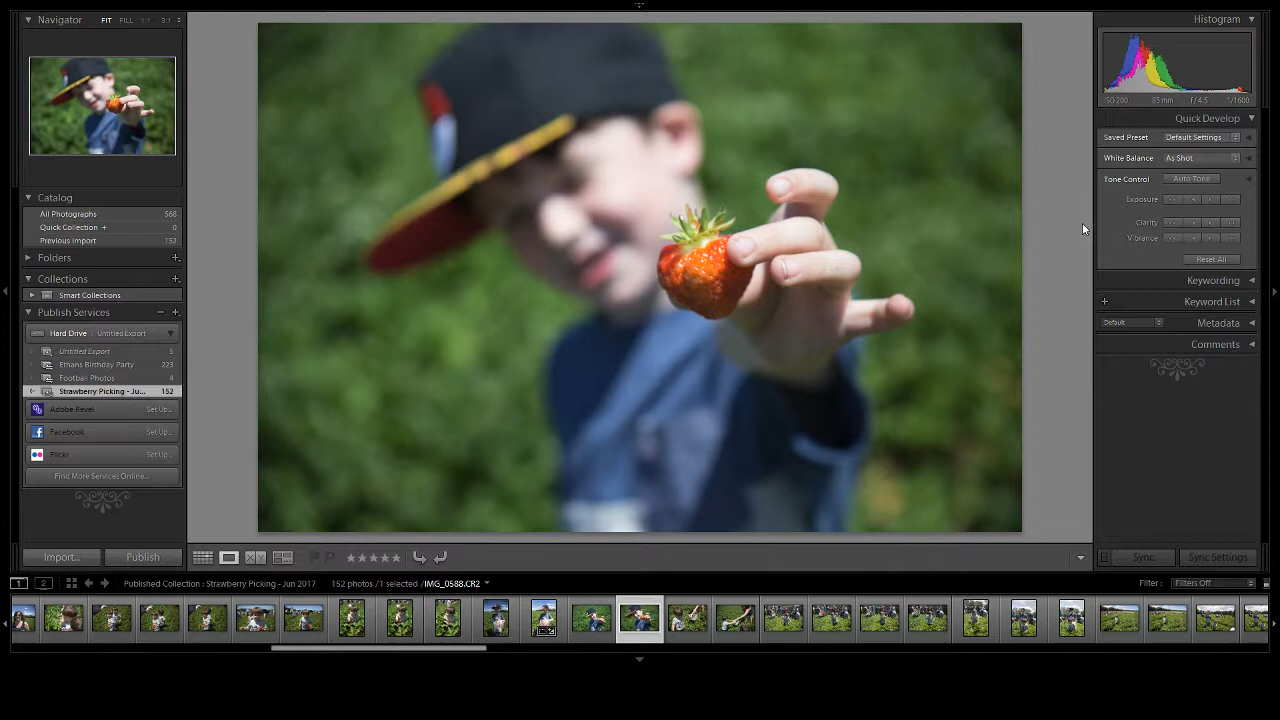 Navigator FIT FILL 1:1 3:1
Catalog
All Photographs 568
Quick Collection + 0
Previous Import 152
Folders
Collections
Smart Collections
Publish Services
Hard Drive : Untitled Export
Untitled Export 5
Ethans Birthday Party 223
Football Photos 4
Strawberry Picking - Ju... 152
Adobe Revel Set Up...
Facebook Set Up...
Flickr Set Up...
Find More Services Online...
Import... Publish
Histogram
ISO 200 85 mm f / 4.5 1/1600
Quick Develop
Saved Preset Default Settings
White Balance As Shot
Tone Control Auto Tone
Exposure
Clarity
Vibrance
Reset All
Keywording
Keyword List
Default Metadata
Comments
Sync Sync Settings
1 2 Published Collection : Strawberry Picking - Jun 2017 152 photos /1 selected /IMG_0588.CR2 Filter : Filters Off